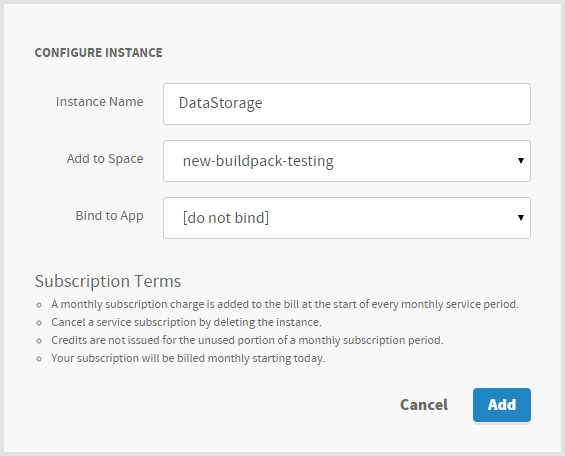 CONFIGURE INSTANCE
Instance Name DataStorage
Add to Space new-buildpack-testing
Bind to App [do not bind]
Subscription Terms
A monthly subscription charge is added to the bill at the start of every monthly service period.
Cancel a service subscription by deleting the instance.
Credits are not issued for the unused portion of a monthly subscription period.
Your subscription will be billed monthly starting today.
Cancel Add